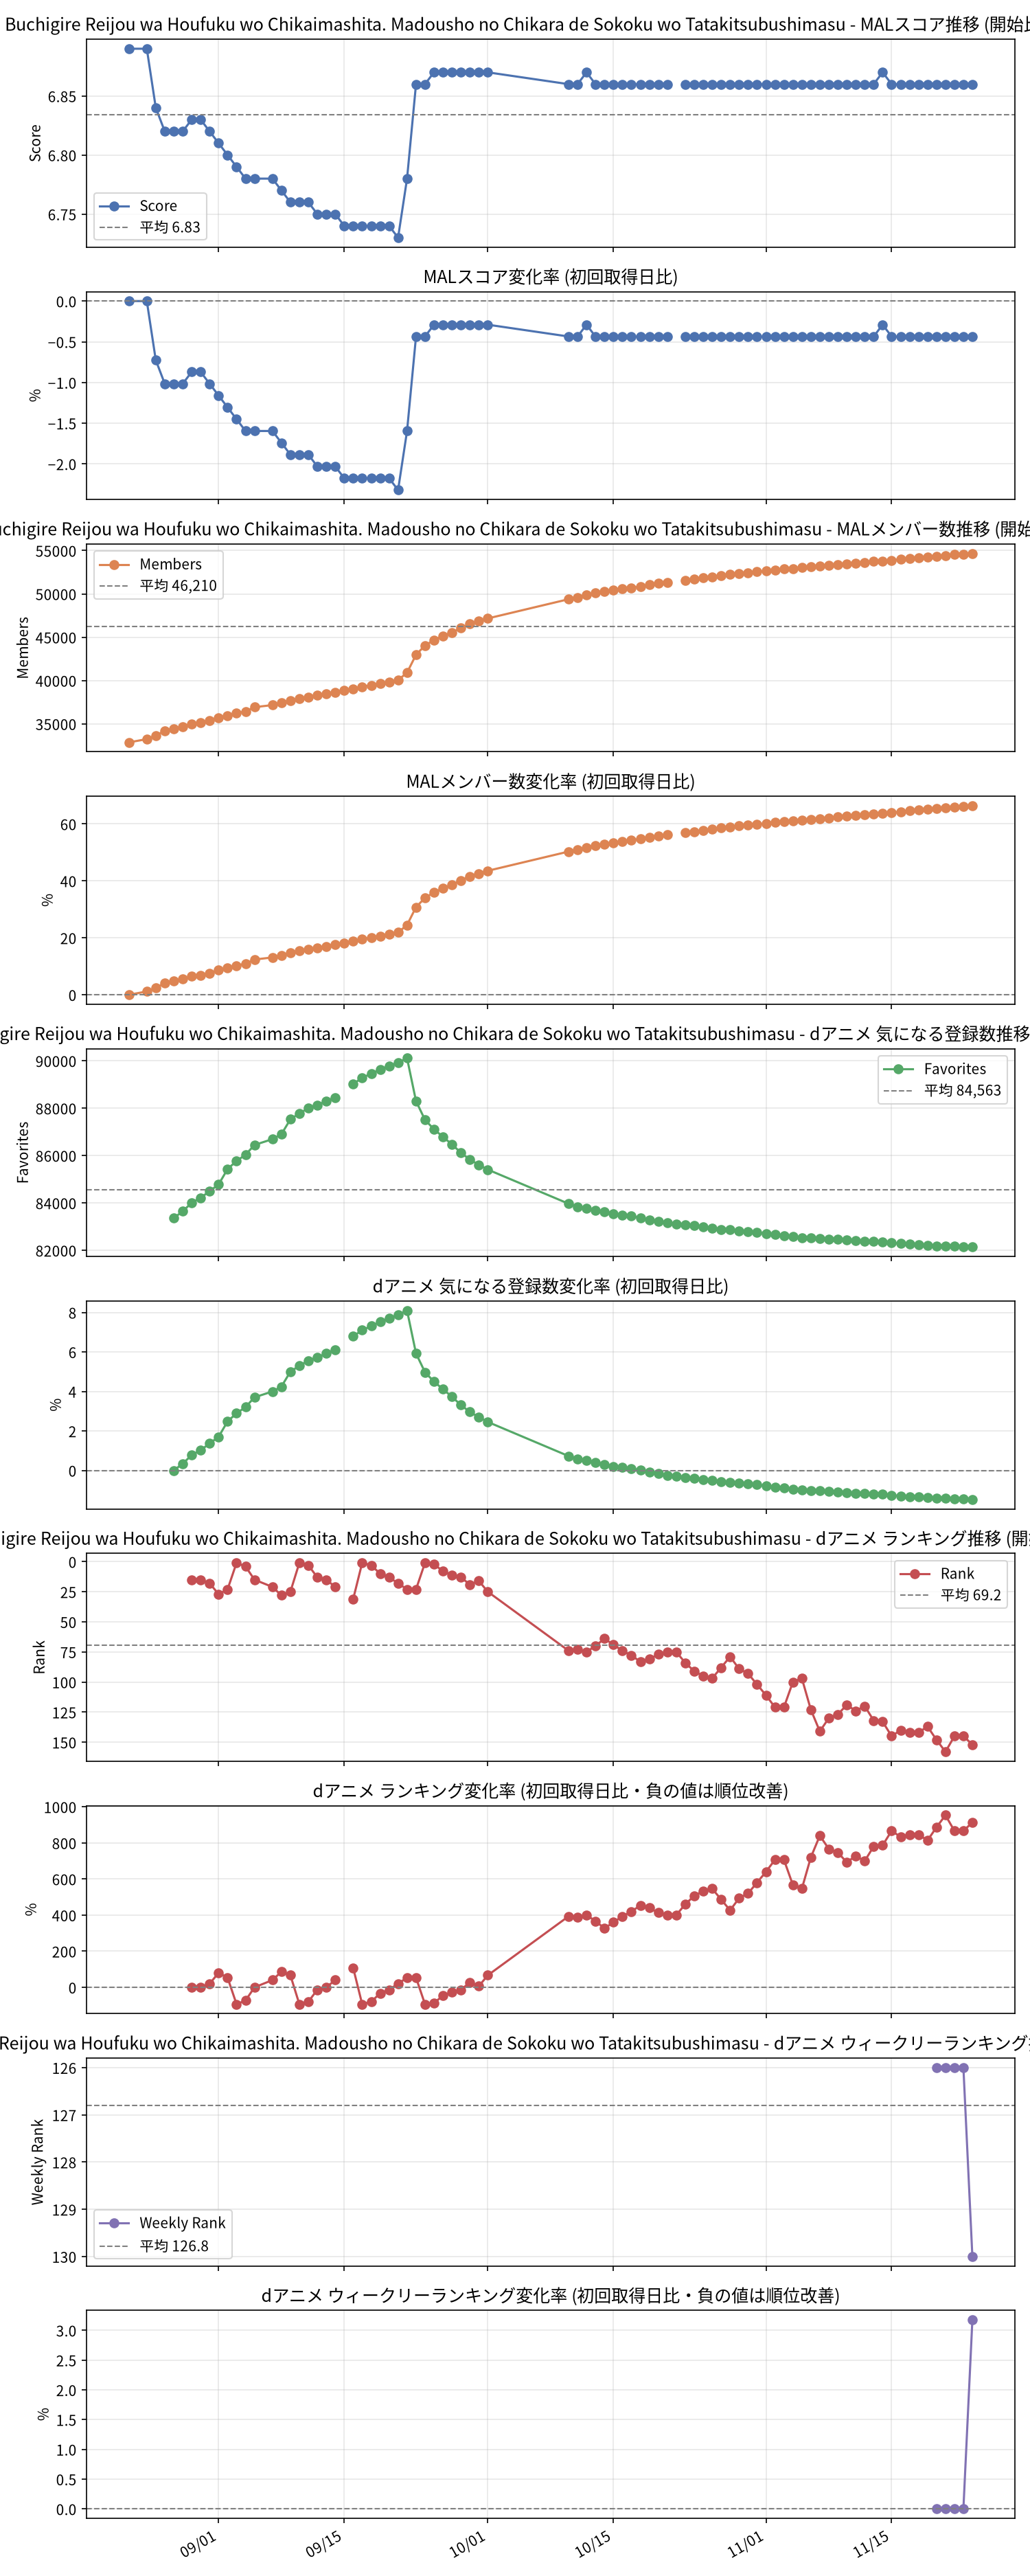 Buchigire Reijou wa Houfuku wo Chikaimashita. Madousho no Chikara de Sokoku wo Tatakitsubushimasu - MALスコア推移 (開始
6.85
6.80
6.75
Score
Score
平均 6.83
MALスコア変化率 (初回取得日比)
0.0
−0.5
−1.0
−1.5
−2.0
%
uchigire Reijou wa Houfuku wo Chikaimashita. Madousho no Chikara de Sokoku wo Tatakitsubushimasu - MALメンバー数推移 (開始
55000
50000
45000
40000
35000
Members
Members
平均 46,210
MALメンバー数変化率 (初回取得日比)
60
40
20
0
%
gire Reijou wa Houfuku wo Chikaimashita. Madousho no Chikara de Sokoku wo Tatakitsubushimasu - dアニメ 気になる登録数推移
90000
88000
86000
84000
82000
Favorites
Favorites
平均 84,563
dアニメ 気になる登録数変化率 (初回取得日比)
8
6
4
2
0
%
igire Reijou wa Houfuku wo Chikaimashita. Madousho no Chikara de Sokoku wo Tatakitsubushimasu - dアニメ ランキング推移 (開
0
25
50
75
100
125
150
Rank
Rank
平均 69.2
dアニメ ランキング変化率 (初回取得日比・負の値は順位改善)
1000
800
600
400
200
0
%
Reijou wa Houfuku wo Chikaimashita. Madousho no Chikara de Sokoku wo Tatakitsubushimasu - dアニメ ウィークリーランキング
126
127
128
129
130
Weekly Rank
Weekly Rank
平均 126.8
dアニメ ウィークリーランキング変化率 (初回取得日比・負の値は順位改善)
3.0
2.5
2.0
1.5
1.0
0.5
0.0
%
09/01
09/15
10/01
10/15
11/01
11/15